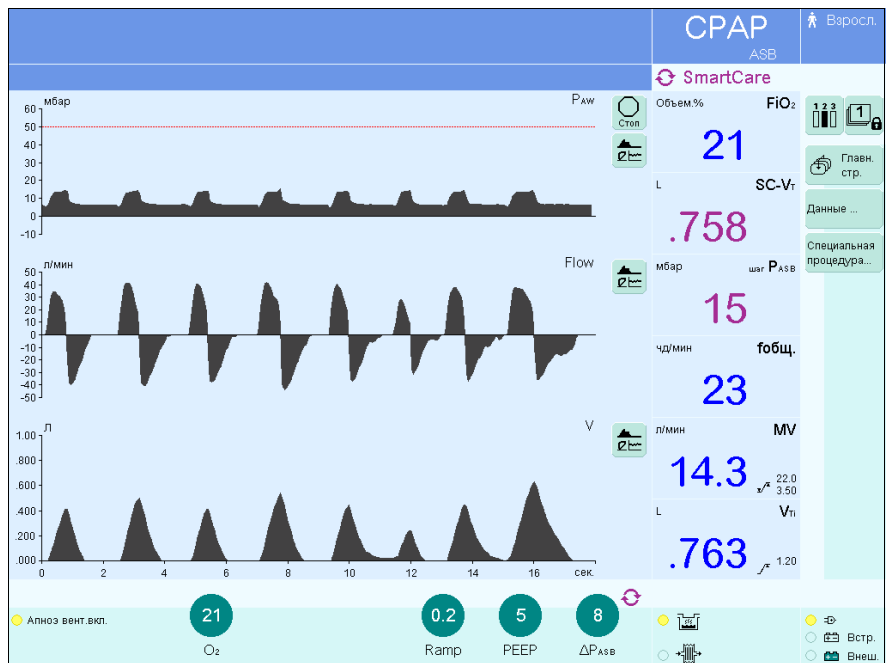 CPAP
ASB
Взросл.
SmartCare
мбар
PAW
60
50
40
30
20
10
0
-10
Стоп
Объем.%
FiO₂
21
1 2 3
1
Главн.
стр.
L
SC-VT
.758
Данные ...
Специальная
процедура...
л/мин
Flow
50
40
30
20
10
0
-10
-20
-30
-40
-50
мбар
шаг PASB
15
чд/мин
fобщ.
23
Л
V
1.00
.800
.600
.400
.200
.000
0 2 4 6 8 10 12 14 16 сек.
л/мин
MV
14.3
22.0
3.50
L
VTi
.763
1.20
Апноэ вент.вкл.
21
O₂
0.2
Ramp
5
PEEP
8
ΔPASB
Встр.
Внеш.